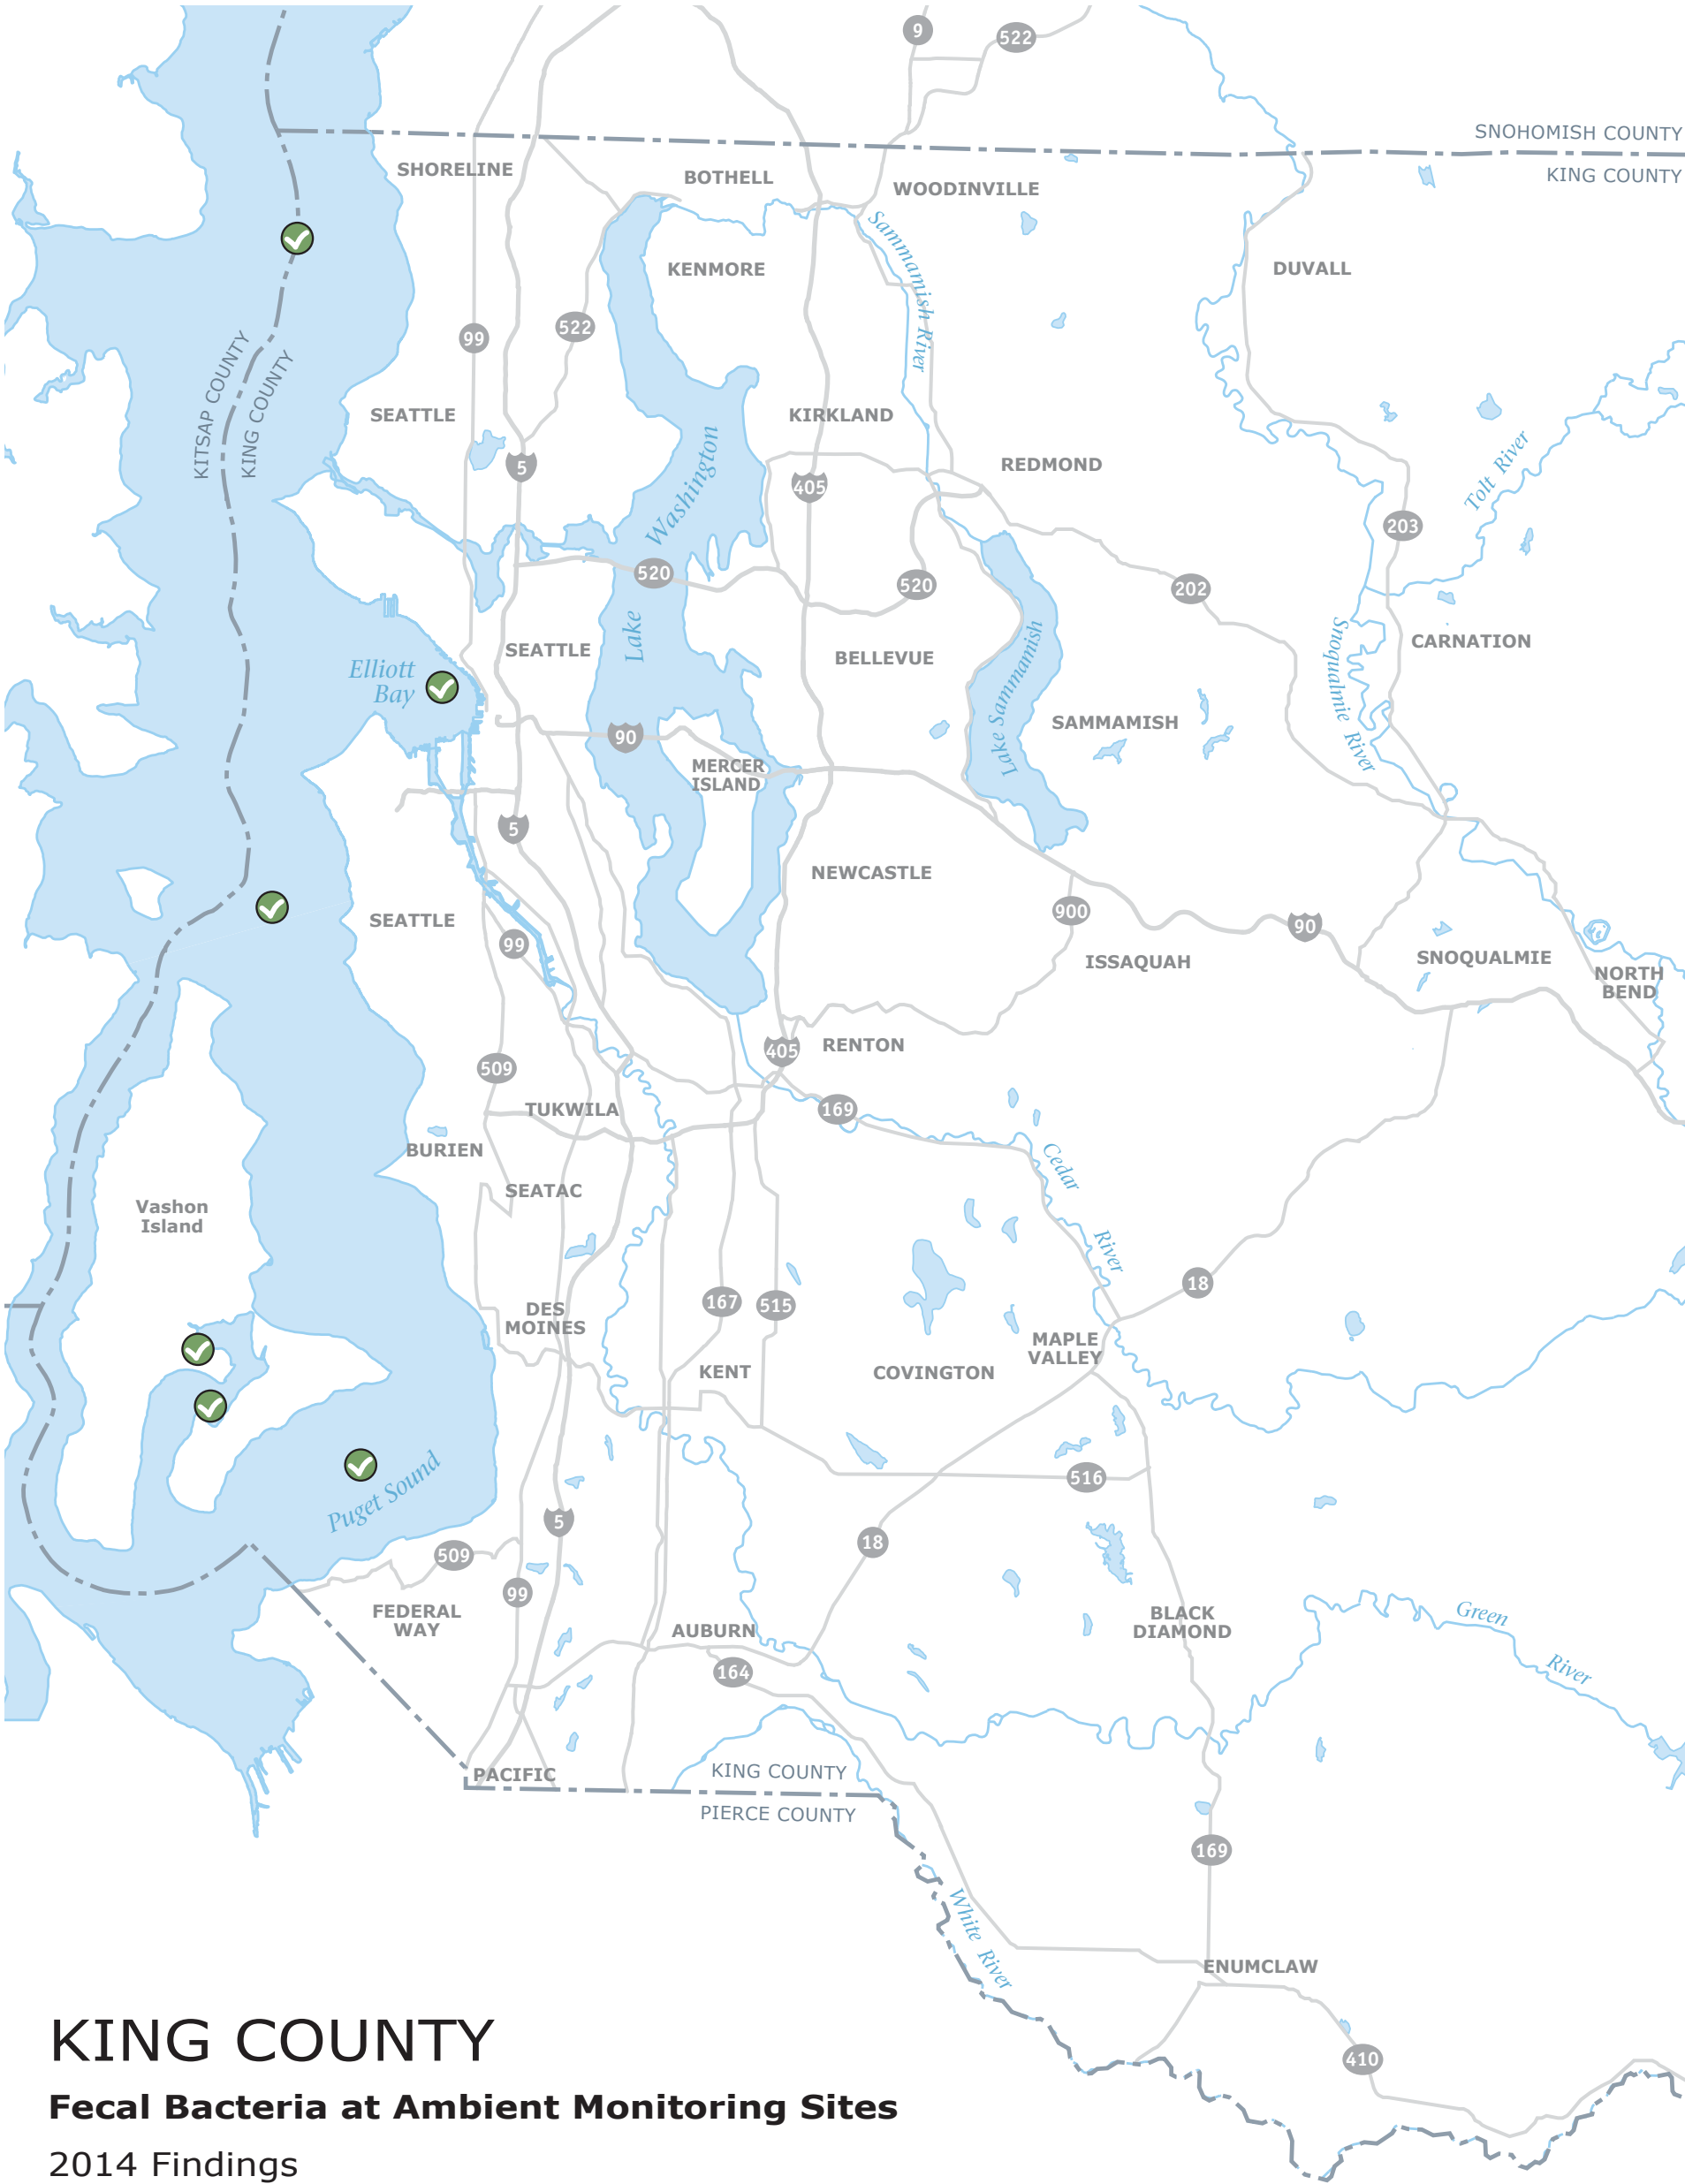 9
522
SNOHOMISH COUNTY
KING COUNTY
SHORELINE
BOTHELL
WOODINVILLE
Sammamish River
KENMORE
DUVALL
99
522
KITSAP COUNTY
KING COUNTY
SEATTLE
KIRKLAND
5
405
REDMOND
Tolt River
Lake Washington
203
520
520
202
SEATTLE
BELLEVUE
Lake Sammamish
Snoqualmie River
CARNATION
Elliott
Bay
SAMMAMISH
90
MERCER
ISLAND
5
NEWCASTLE
SEATTLE
900
90
99
ISSAQUAH
SNOQUALMIE
NORTH
BEND
405
RENTON
509
TUKWILA
169
BURIEN
Cedar
River
SEATAC
Vashon
Island
18
167
515
DES
MOINES
MAPLE
VALLEY
KENT
COVINGTON
Puget Sound
516
5
18
509
99
FEDERAL
WAY
AUBURN
BLACK
DIAMOND
Green
River
164
PACIFIC
KING COUNTY
PIERCE COUNTY
169
White River
ENUMCLAW
410
KING COUNTY
Fecal Bacteria at Ambient Monitoring Sites
2014 Findings